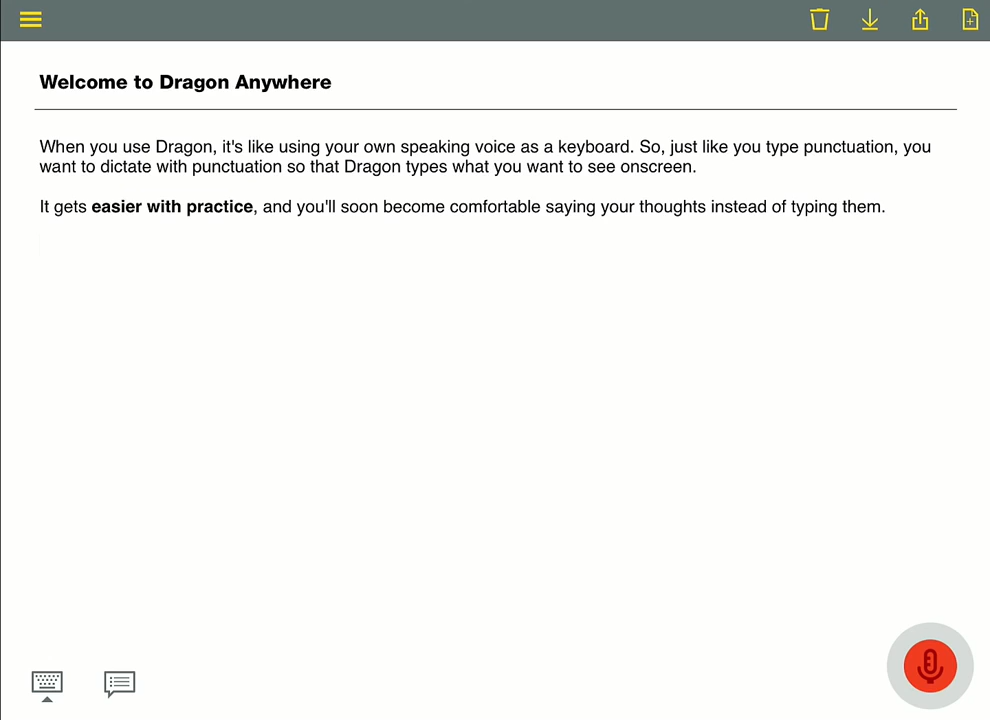 Welcome to Dragon Anywhere
When you use Dragon, it's like using your own speaking voice as a keyboard. So, just like you type punctuation, you
want to dictate with punctuation so that Dragon types what you want to see onscreen.
It gets easier with practice, and you'll soon become comfortable saying your thoughts instead of typing them.